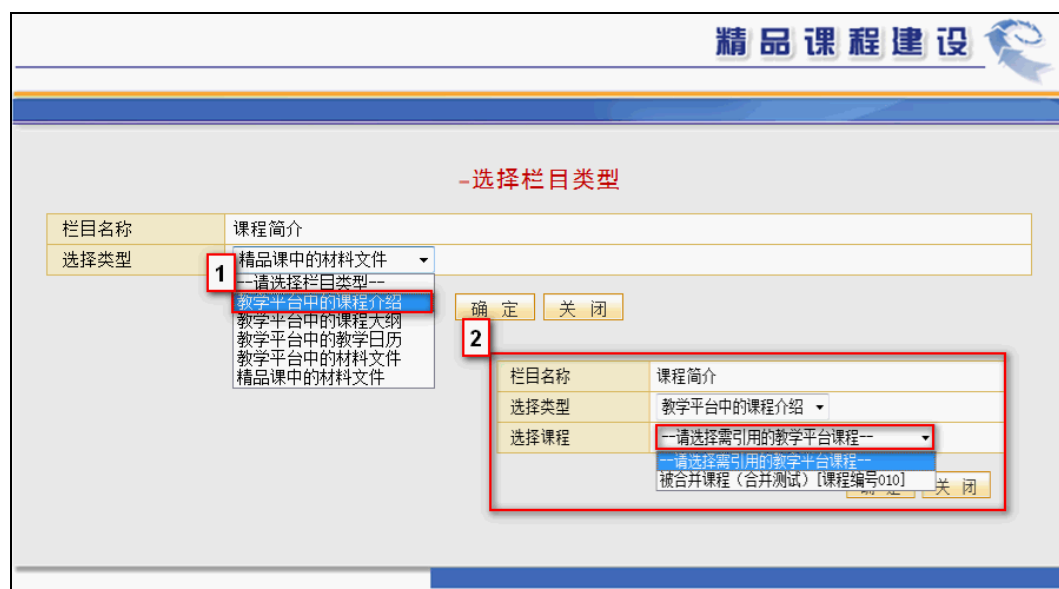 精品课程建设
-选择栏目类型
栏目名称 课程简介
选择类型 精品课中的材料文件
1
--请选择栏目类型--
教学平台中的课程介绍
教学平台中的课程大纲
教学平台中的教学日历
教学平台中的材料文件
精品课中的材料文件
确 定 关 闭
2
栏目名称 课程简介
选择类型 教学平台中的课程介绍
选择课程 --请选择需引用的教学平台课程--
--请选择需引用的教学平台课程--
被合并课程（合并测试）[课程编号010]
确 定 关 闭